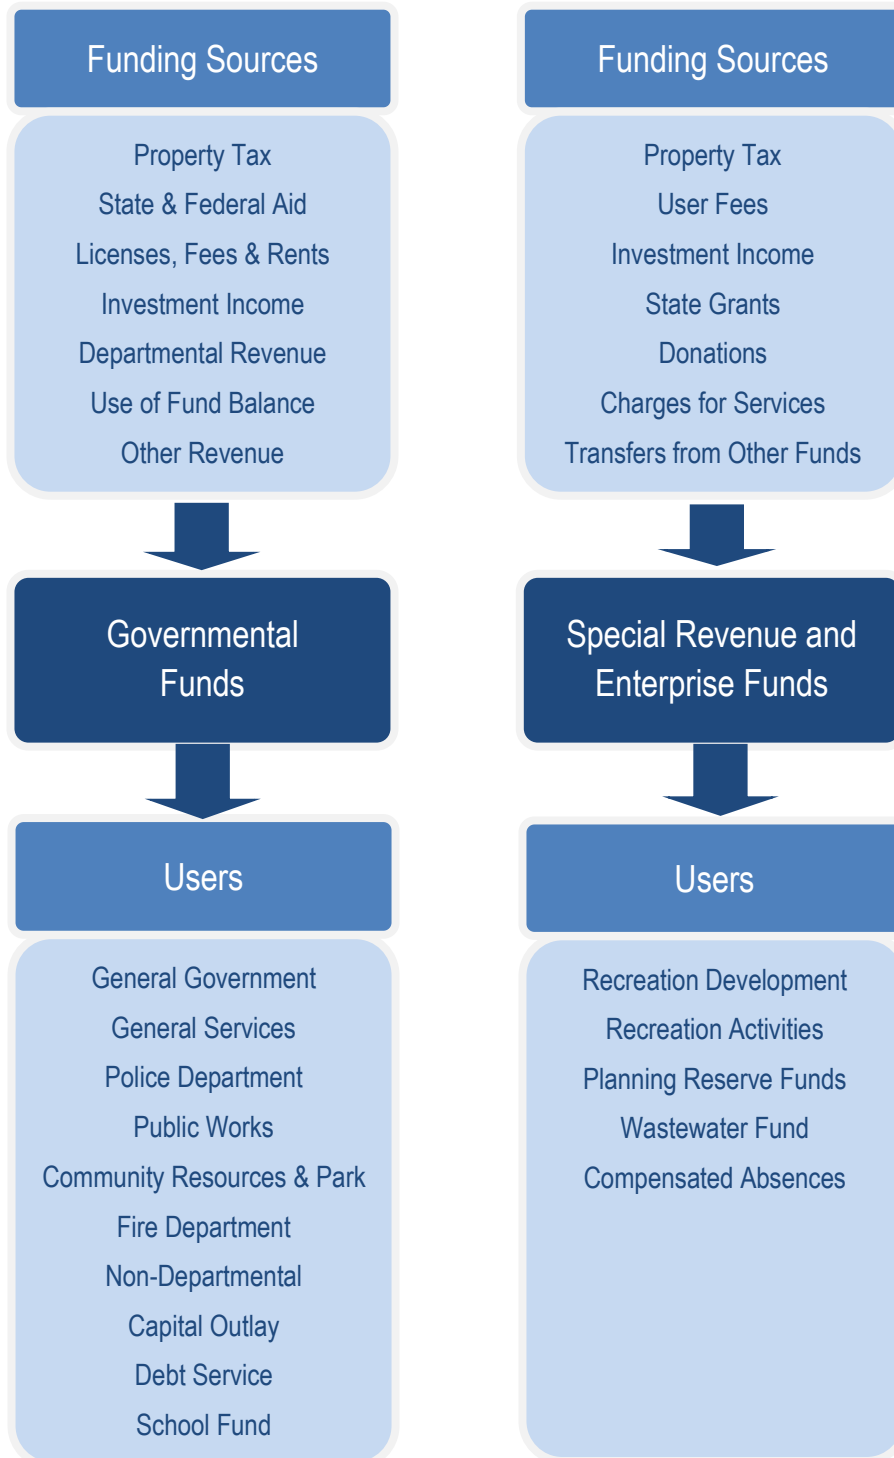 Funding Sources
Property Tax
State & Federal Aid
Licenses, Fees & Rents
Investment Income
Departmental Revenue
Use of Fund Balance
Other Revenue
Governmental
Funds
Users
General Government
General Services
Police Department
Public Works
Community Resources & Park
Fire Department
Non-Departmental
Capital Outlay
Debt Service
School Fund
Funding Sources
Property Tax
User Fees
Investment Income
State Grants
Donations
Charges for Services
Transfers from Other Funds
Special Revenue and
Enterprise Funds
Users
Recreation Development
Recreation Activities
Planning Reserve Funds
Wastewater Fund
Compensated Absences